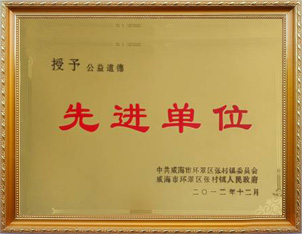 授予 公益道德
先进单位
中共威海市环翠区张村镇委员会
威海市环翠区张村镇人民政府
二〇一二年十二月